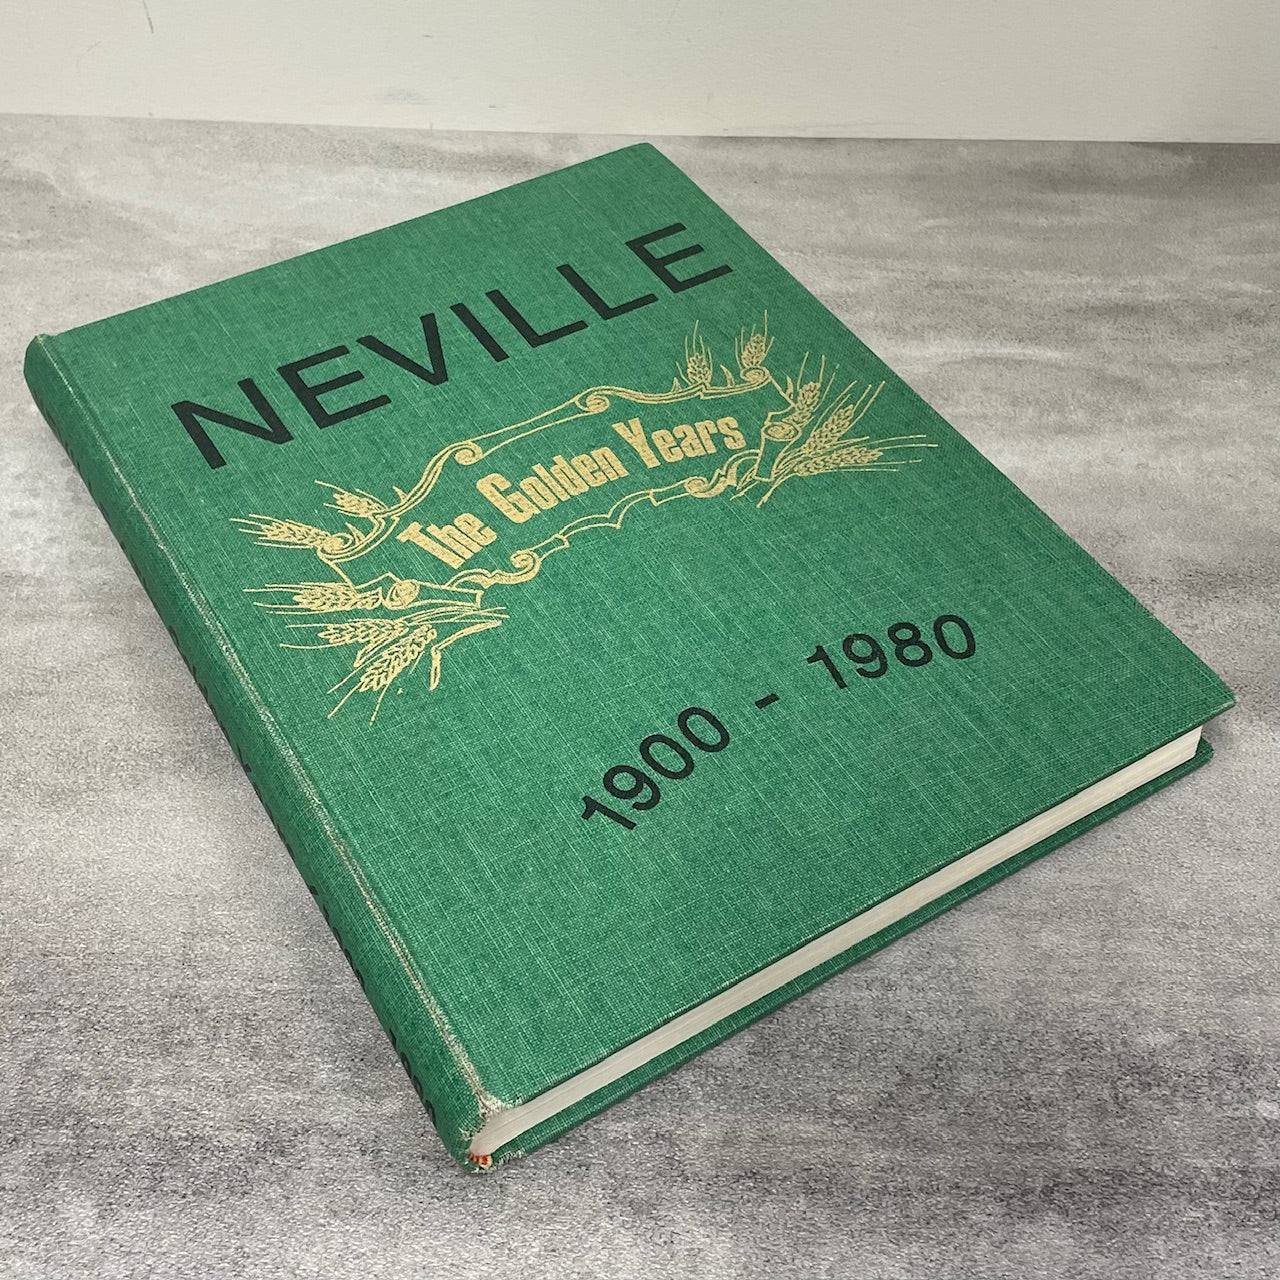 NEVILLE
The Golden Years
1900 - 1980